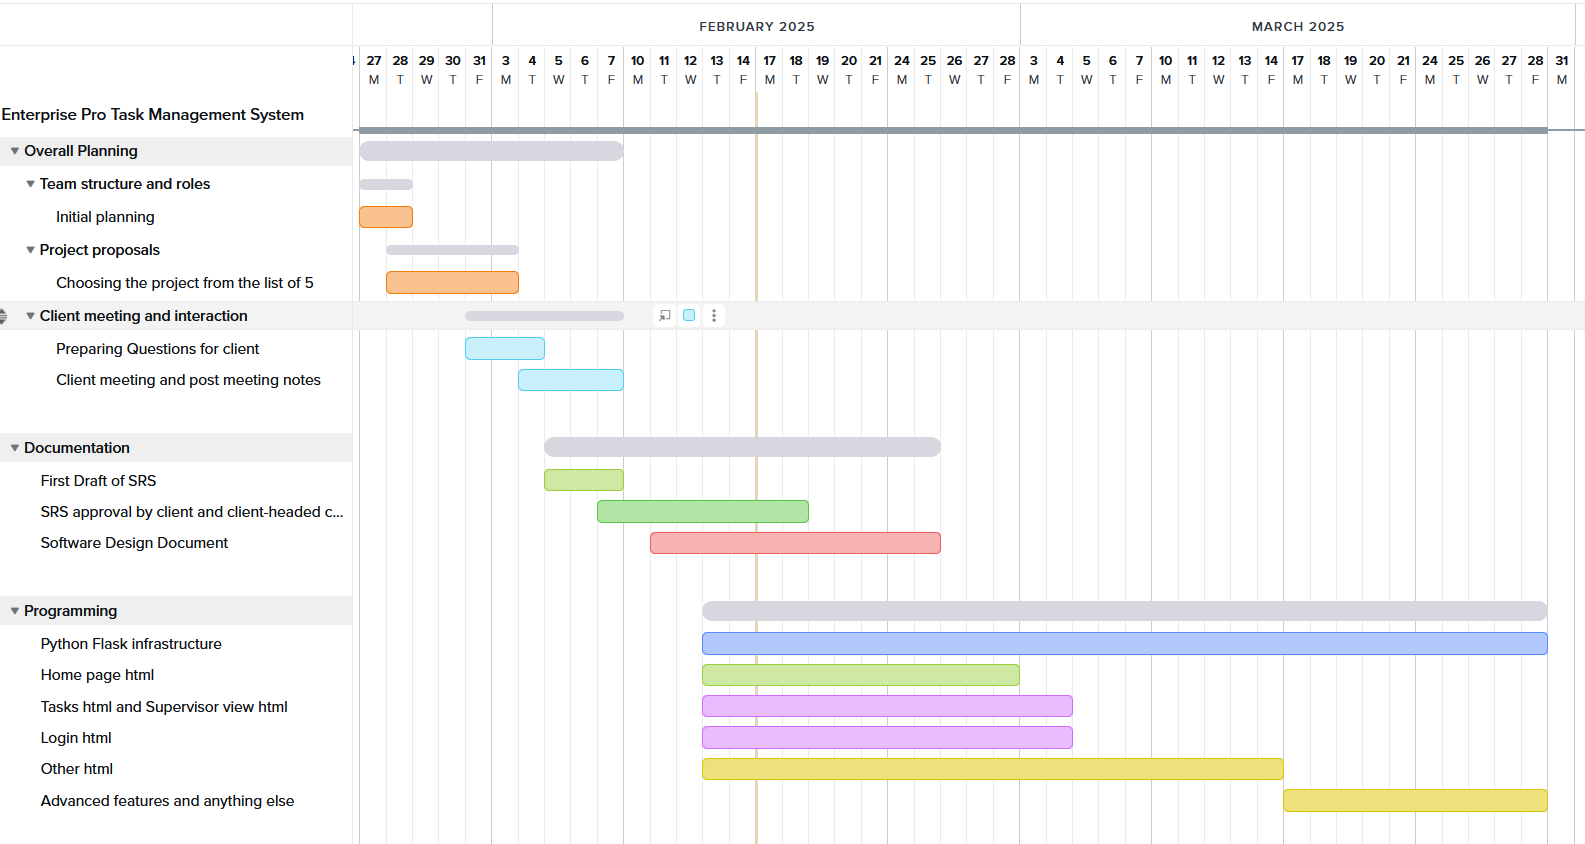 FEBRUARY 2025 MARCH 2025
27 28 29 30 31 3 4 5 6 7 10 11 12 13 14 17 18 19 20 21 24 25 26 27 28 3 4 5 6 7 10 11 12 13 14 17 18 19 20 21 24 25 26 27 28 31
M T W T F M T W T F M T W T F M T W T F M T W T F M T W T F M T W T F M T W T F M T W T F M
Enterprise Pro Task Management System
Overall Planning
Team structure and roles
Initial planning
Project proposals
Choosing the project from the list of 5
Client meeting and interaction
Preparing Questions for client
Client meeting and post meeting notes
Documentation
First Draft of SRS
SRS approval by client and client-headed c...
Software Design Document
Programming
Python Flask infrastructure
Home page html
Tasks html and Supervisor view html
Login html
Other html
Advanced features and anything else